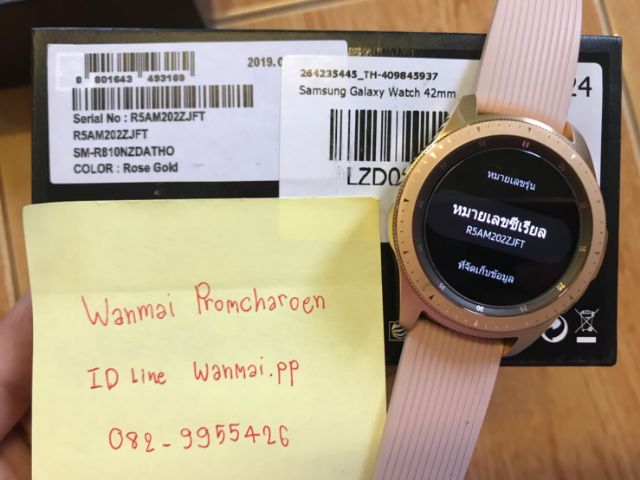 8 801643 493189
2019.0
Serial No : R5AM202ZJFT
R5AM202ZJFT
SM-R810NZDATHO
COLOR : Rose Gold
264235445_TH-409845937
Samsung Galaxy Watch 42mm
24
LZD0
หมายเลขรุ่น
หมายเลขซีเรียล
R5AM202ZJFT
ที่จัดเก็บข้อมูล
Wanmai Promcharoen
ID Line Wanmai.pp
082-9955426